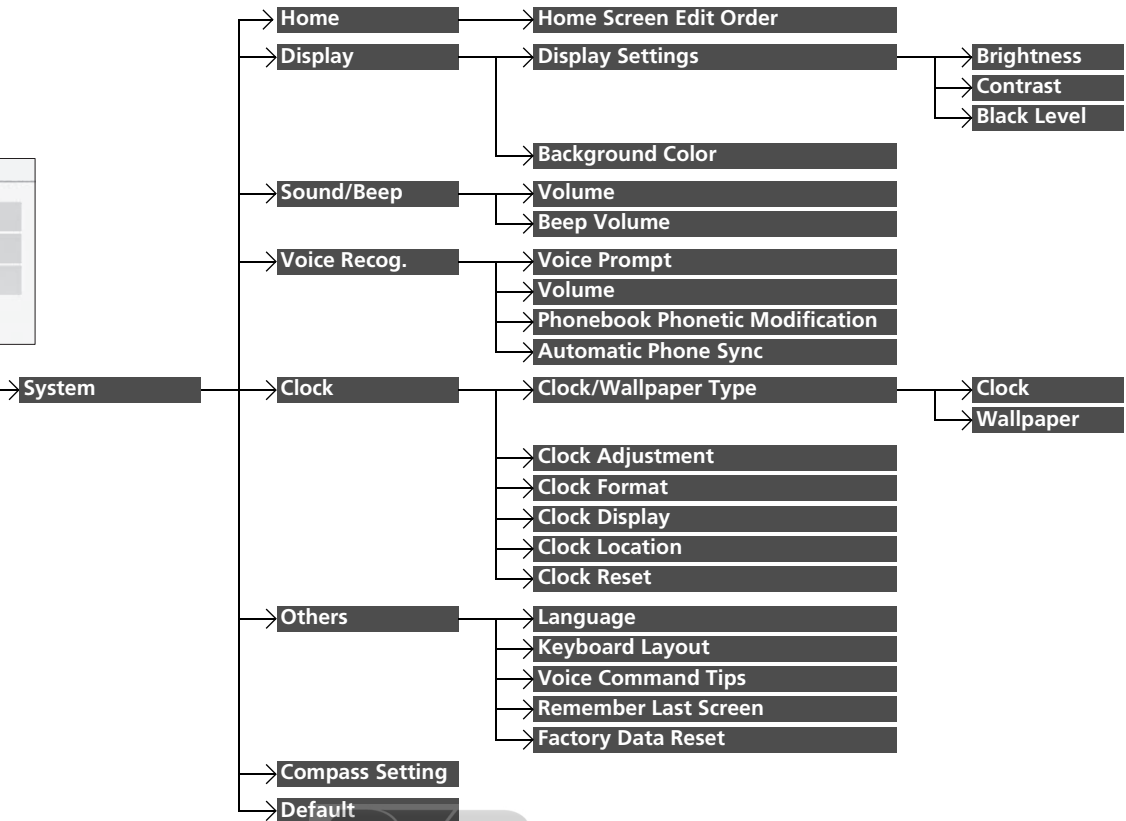 Home
Home Screen Edit Order
Display
Display Settings
Brightness
Contrast
Black Level
Background Color
Sound/Beep
Volume
Beep Volume
Voice Recog.
Voice Prompt
Volume
Phonebook Phonetic Modification
Automatic Phone Sync
System
Clock
Clock/Wallpaper Type
Clock
Wallpaper
Clock Adjustment
Clock Format
Clock Display
Clock Location
Clock Reset
Others
Language
Keyboard Layout
Voice Command Tips
Remember Last Screen
Factory Data Reset
Compass Setting
Default